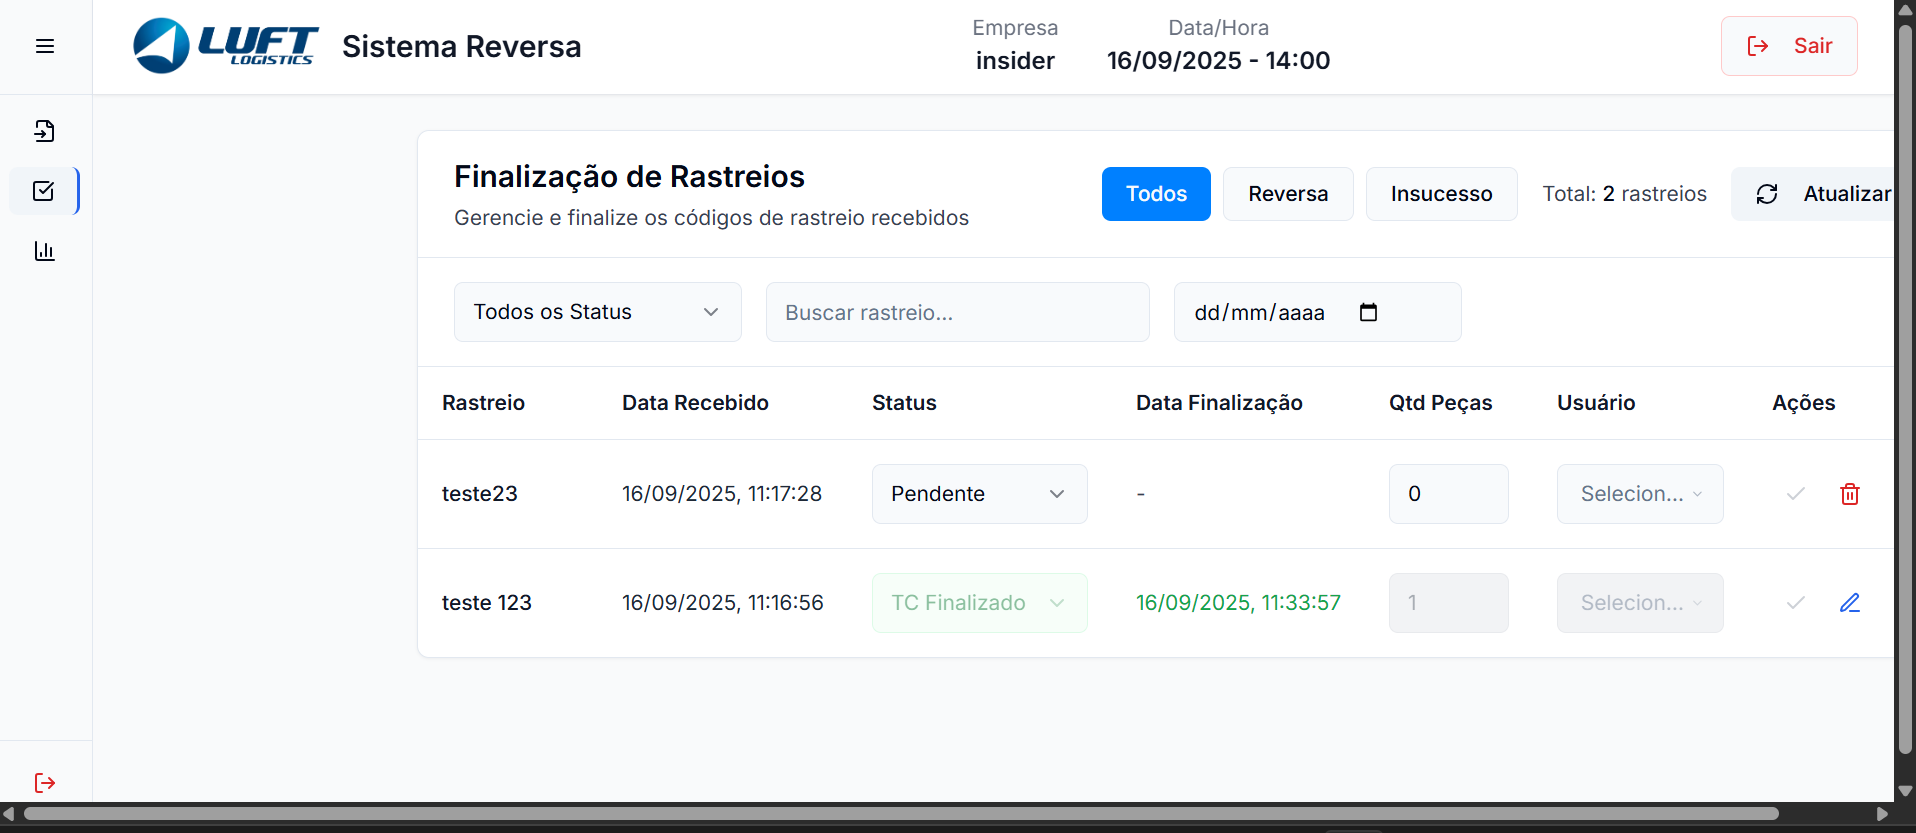 LUFT
LOGISTICS
Sistema Reversa
Empresa
insider
Data/Hora
16/09/2025 - 14:00
Sair
Finalização de Rastreios
Gerencie e finalize os códigos de rastreio recebidos
Todos
Reversa
Insucesso
Total: 2 rastreios
Atualizar
Todos os Status
Buscar rastreio...
dd/mm/aaaa
Rastreio Data Recebido Status Data Finalização Qtd Peças Usuário Ações
teste23 16/09/2025, 11:17:28 Pendente - 0 Selecion...
teste 123 16/09/2025, 11:16:56 TC Finalizado 16/09/2025, 11:33:57 1 Selecion...